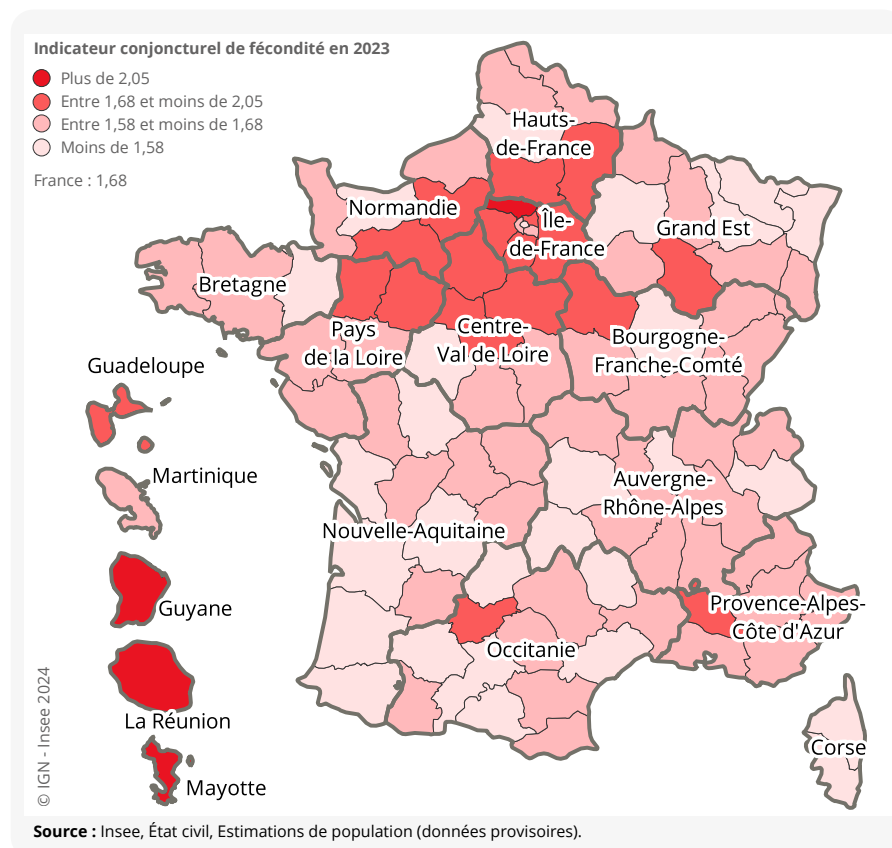 Indicateur conjoncturel de fécondité en 2023
Plus de 2,05
Entre 1,68 et moins de 2,05
Entre 1,58 et moins de 1,68
Moins de 1,58
France : 1,68
Hauts-
de-France
Normandie
Île-
de-France
Grand Est
Bretagne
Pays
de la Loire
Centre-
Val de Loire
Bourgogne-
Franche-Comté
Guadeloupe
Martinique
Auvergne-
Rhône-Alpes
Nouvelle-Aquitaine
Guyane
Provence-Alpes-
Côte d'Azur
Occitanie
La Réunion
Corse
Mayotte
© IGN - Insee 2024
Source : Insee, État civil, Estimations de population (données provisoires).